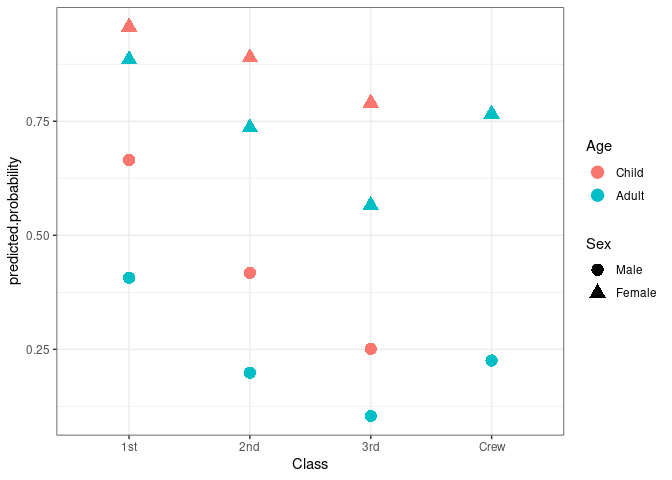 predicted.probability
0.75
0.50
0.25
1st
2nd
3rd
Crew
Class
Age
Child
Adult
Sex
Male
Female